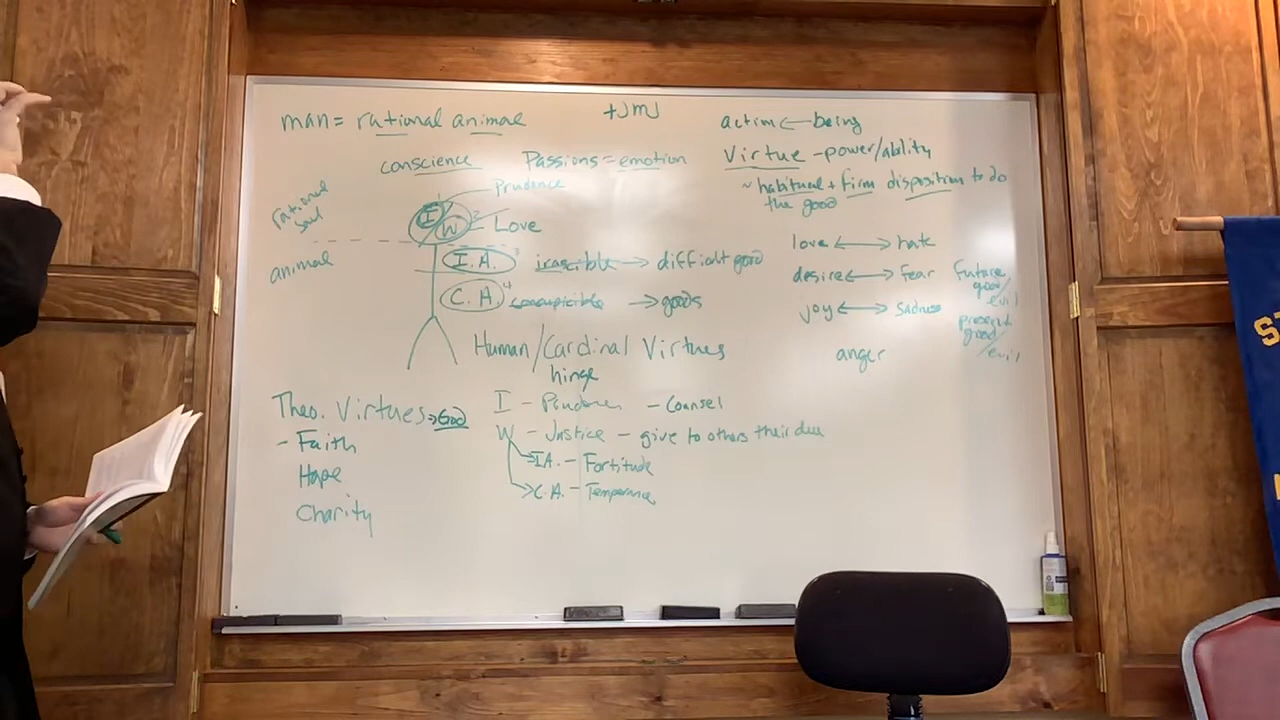 +JMJ
man = rational animal
conscience
Passions = emotion
Prudence
rational soul
I
W
Love
animal
I.A. 3 irascible → difficult good
C.A. 4 concupicible → goods
Human/Cardinal Virtues
hinge
Theo. Virtues → God
- Faith
Hope
Charity
I - Prudence - Counsel
W - Justice - give to others their due
I.A. - Fortitude
C.A. - Temperance
action ← being
Virtue - power/ability
~ habitual + firm disposition to do
the good
love ↔ hate
desire ↔ fear
future
good/
evil
joy ↔ sadness
present
good
/evil
anger
S